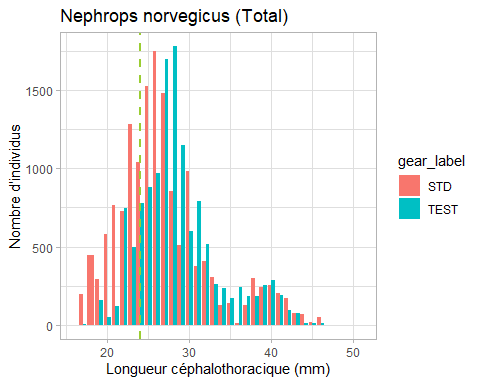 Nephrops norvegicus (Total)
Nombre d'individus
1500
1000
500
0
20
30
40
50
Longueur céphalothoracique (mm)
gear_label
STD
TEST